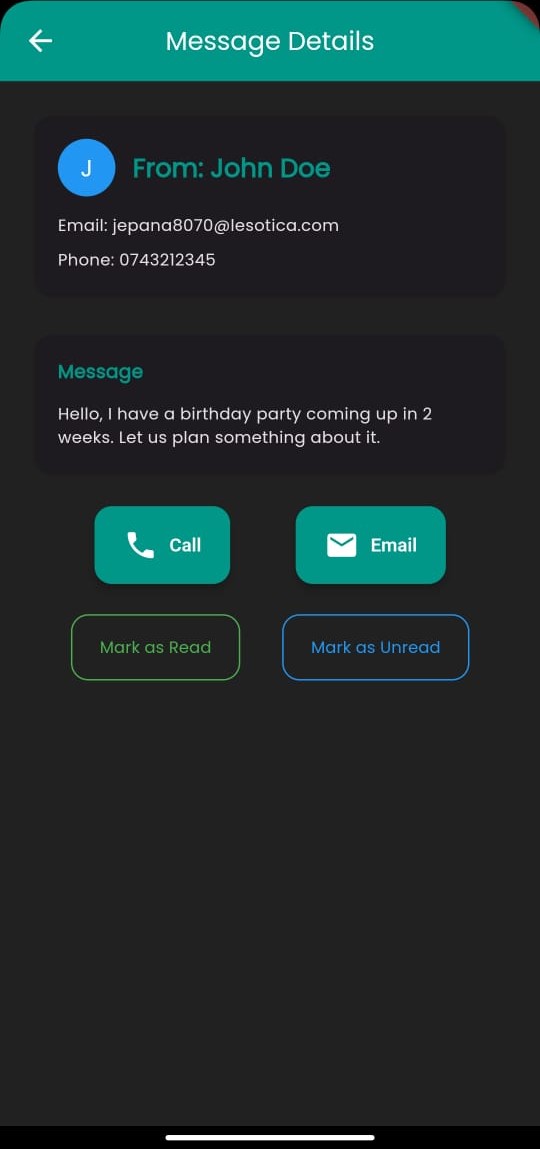 Message Details
J
From: John Doe
Email: jepana8070@lesotica.com
Phone: 0743212345
Message
Hello, I have a birthday party coming up in 2
weeks. Let us plan something about it.
Call
Email
Mark as Read
Mark as Unread